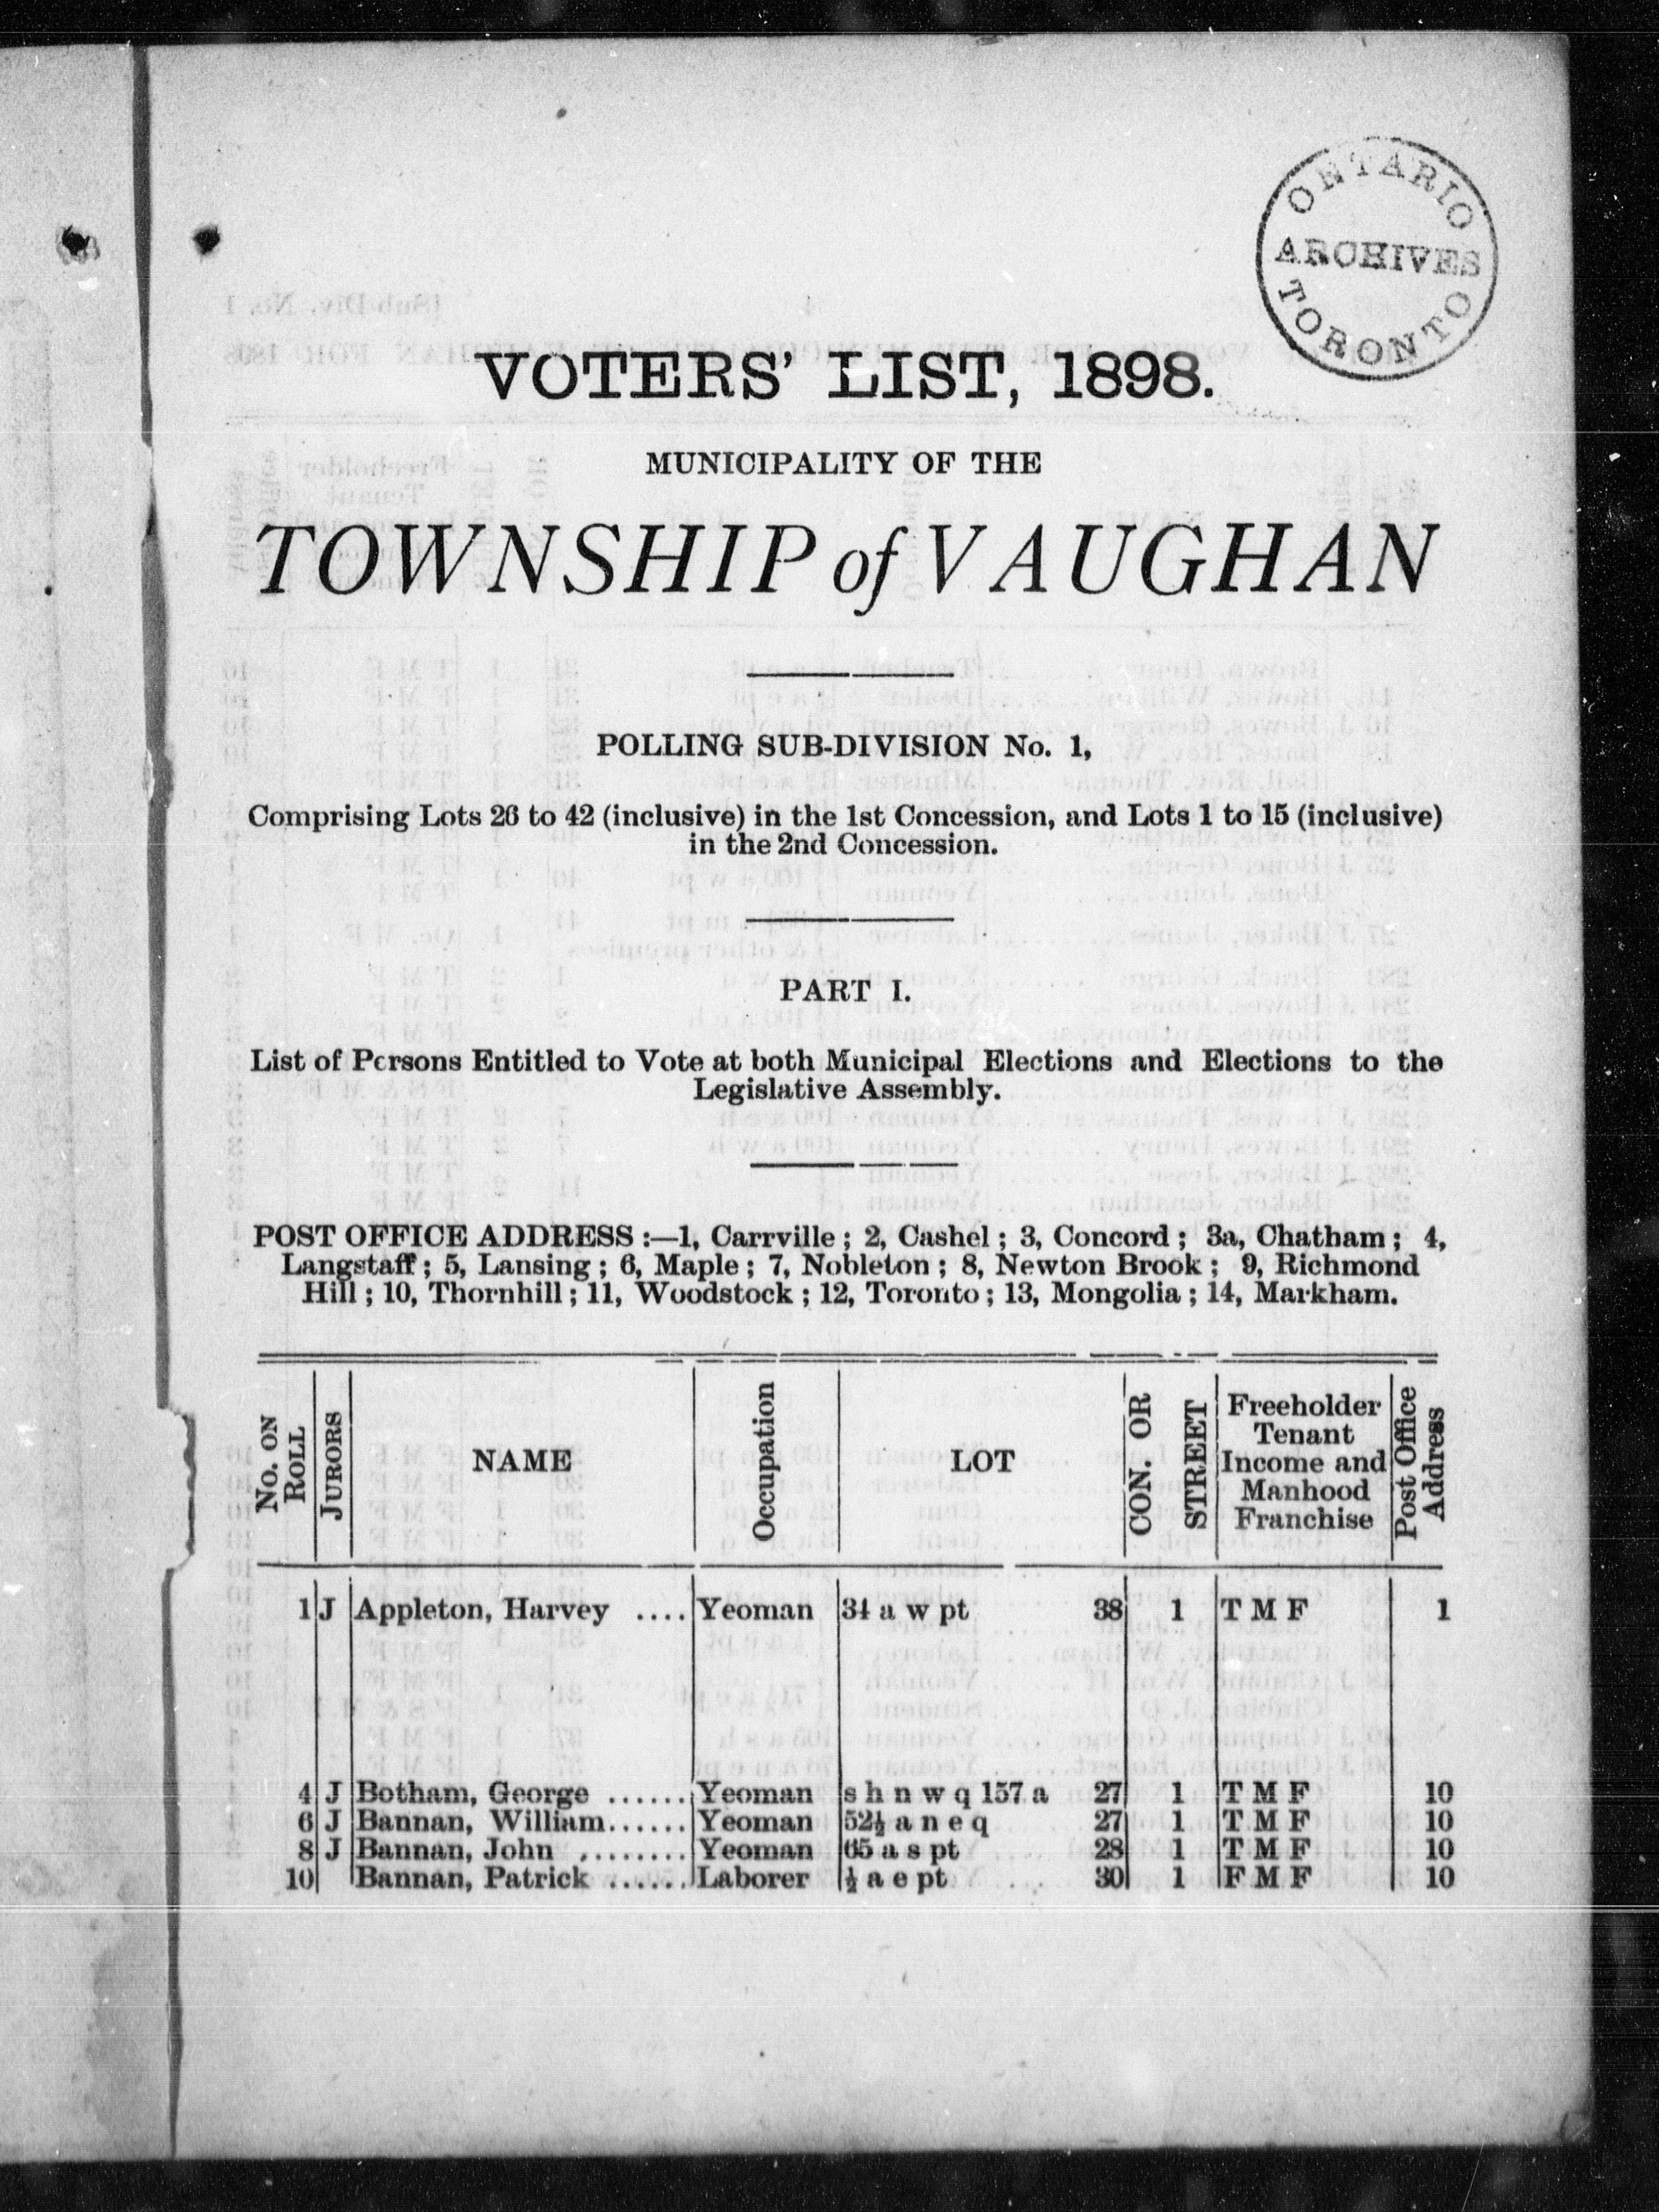 ONTARIO
ARCHIVES
TORONTO
VOTERS' LIST, 1898.
MUNICIPALITY OF THE
TOWNSHIP of VAUGHAN
POLLING SUB-DIVISION No. 1,
Comprising Lots 26 to 42 (inclusive) in the 1st Concession, and Lots 1 to 15 (inclusive)
in the 2nd Concession.
PART I.
List of Persons Entitled to Vote at both Municipal Elections and Elections to the
Legislative Assembly.
POST OFFICE ADDRESS :—1, Carrville ; 2, Cashel ; 3, Concord ; 3a, Chatham ; 4,
Langstaff ; 5, Lansing ; 6, Maple ; 7, Nobleton ; 8, Newton Brook ; 9, Richmond
Hill ; 10, Thornhill ; 11, Woodstock ; 12, Toronto ; 13, Mongolia ; 14, Markham.
No. ON ROLL JURORS NAME Occupation LOT CON. OR STREET Freeholder Tenant Income and Manhood Franchise Post Office Address
1 J Appleton, Harvey .... Yeoman 34 a w pt 38 1 T M F 1
4 J Botham, George ...... Yeoman s h n w q 157 a 27 1 T M F 10
6 J Bannan, William...... Yeoman 52½ a n e q 27 1 T M F 10
8 J Bannan, John ........ Yeoman 65 a s pt 28 1 T M F 10
10 Bannan, Patrick ...... Laborer ½ a e pt 30 1 F M F 10